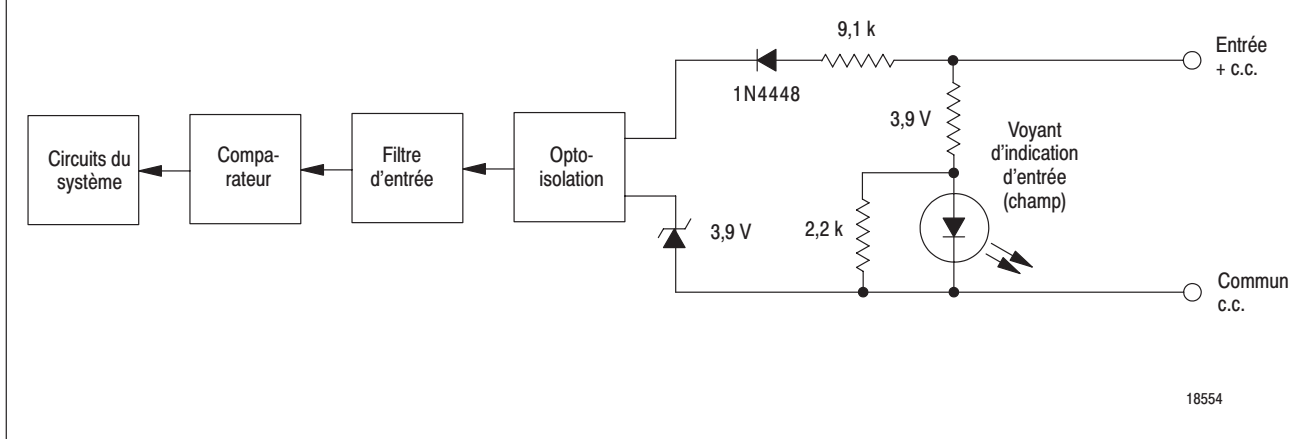 9,1 k
Entrée
+ c.c.
1N4448
3,9 V
Voyant
d'indication
d'entrée
(champ)
Circuits du
système
Compa-
rateur
Filtre
d'entrée
Opto-
isolation
3,9 V
2,2 k
Commun
c.c.
18554